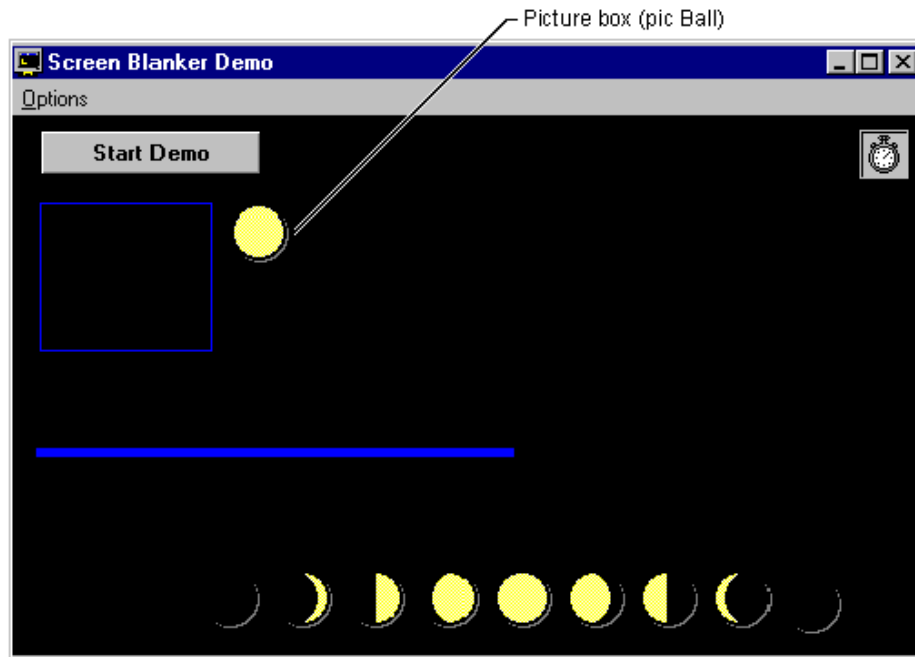 Picture box (pic Ball)
Screen Blanker Demo
Options
Start Demo